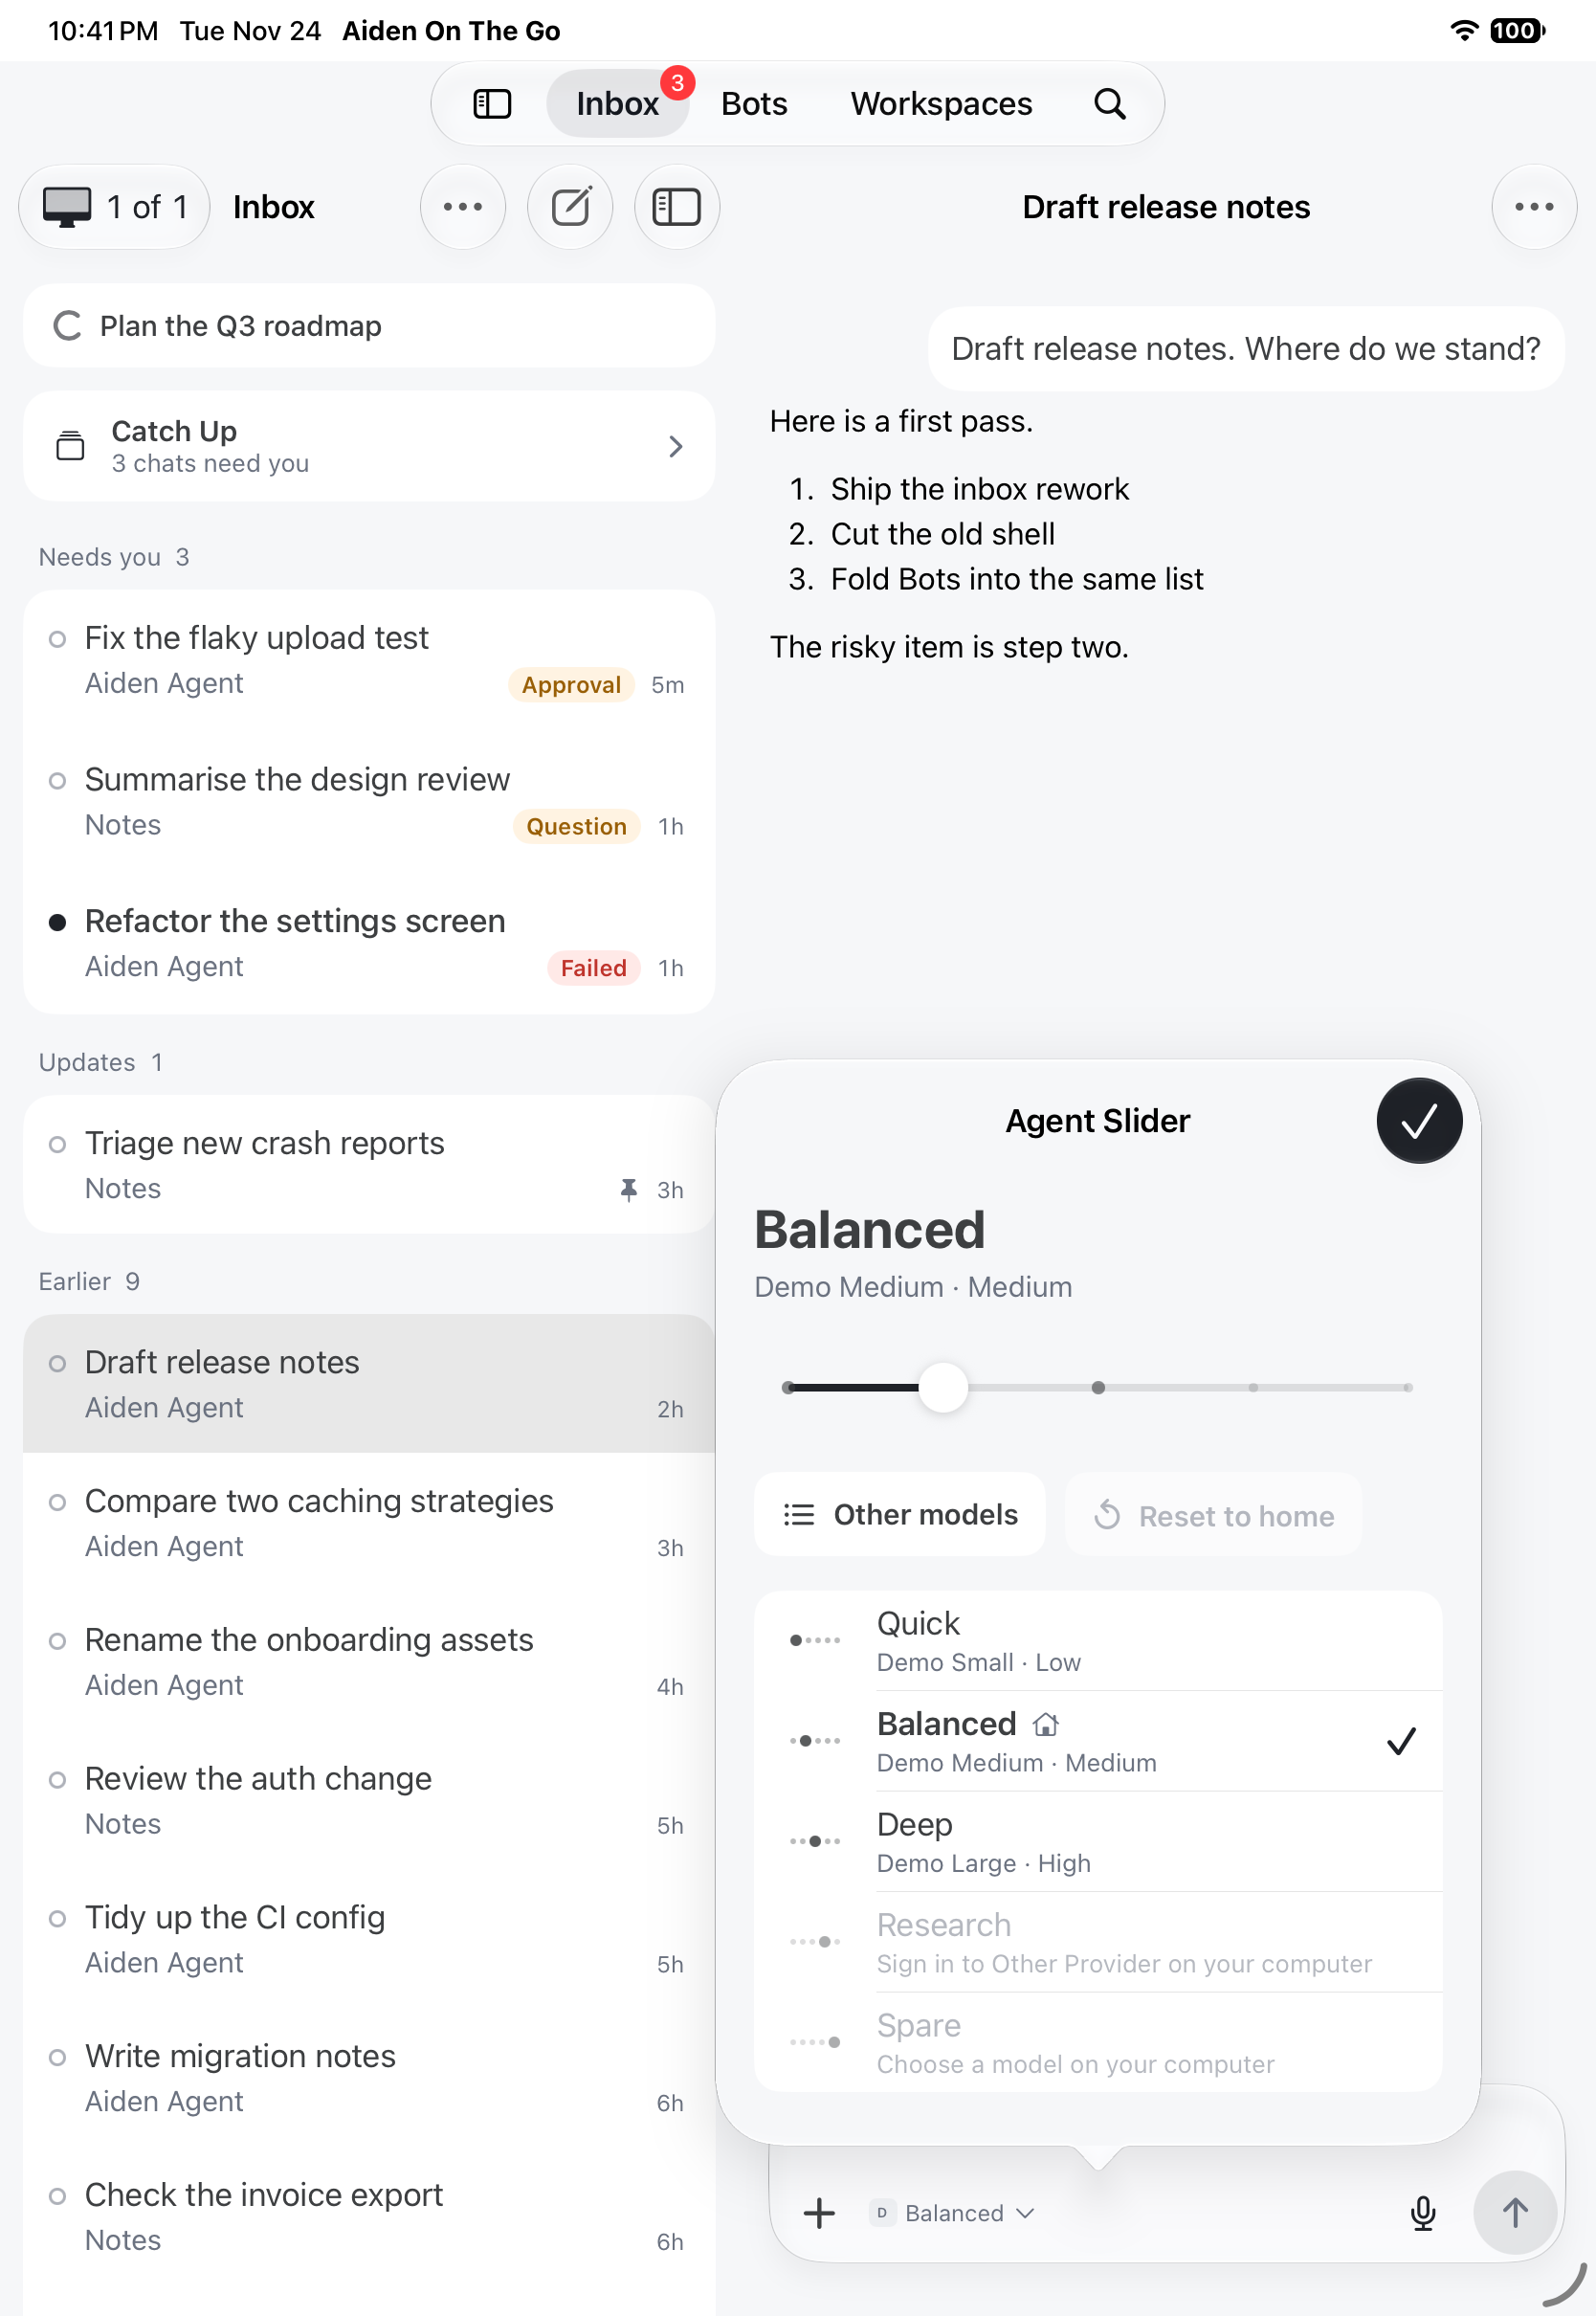 10:41 PM Tue Nov 24 Aiden On The Go
100
Inbox 3 Bots Workspaces
1 of 1 Inbox
Plan the Q3 roadmap
Catch Up
3 chats need you
Needs you 3
Fix the flaky upload test
Aiden Agent Approval 5m
Summarise the design review
Notes Question 1h
Refactor the settings screen
Aiden Agent Failed 1h
Updates 1
Triage new crash reports
Notes 3h
Earlier 9
Draft release notes
Aiden Agent 2h
Compare two caching strategies
Aiden Agent 3h
Rename the onboarding assets
Aiden Agent 4h
Review the auth change
Notes 5h
Tidy up the CI config
Aiden Agent 5h
Write migration notes
Aiden Agent 6h
Check the invoice export
Notes 6h
Draft release notes
Draft release notes. Where do we stand?
Here is a first pass.
1. Ship the inbox rework
2. Cut the old shell
3. Fold Bots into the same list
The risky item is step two.
Agent Slider
Balanced
Demo Medium · Medium
Other models Reset to home
Quick
Demo Small · Low
Balanced
Demo Medium · Medium
Deep
Demo Large · High
Research
Sign in to Other Provider on your computer
Spare
Choose a model on your computer
D Balanced